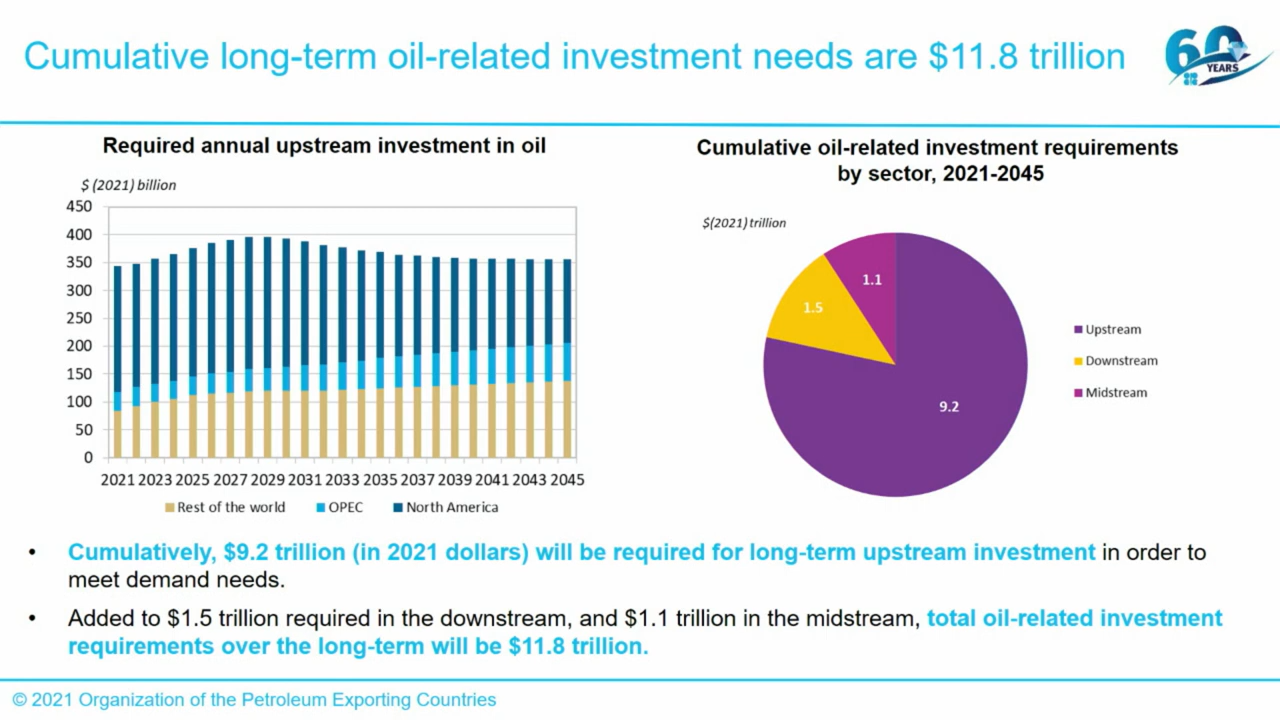 Cumulative long-term oil-related investment needs are $11.8 trillion
60
YEARS
Required annual upstream investment in oil
$ (2021) billion
450
400
350
300
250
200
150
100
50
0
2021 2023 2025 2027 2029 2031 2033 2035 2037 2039 2041 2043 2045
Rest of the world OPEC North America
Cumulative oil-related investment requirements
by sector, 2021-2045
$(2021) trillion
1.1
1.5
9.2
Upstream
Downstream
Midstream
• Cumulatively, $9.2 trillion (in 2021 dollars) will be required for long-term upstream investment in order to
meet demand needs.
• Added to $1.5 trillion required in the downstream, and $1.1 trillion in the midstream, total oil-related investment
requirements over the long-term will be $11.8 trillion.
© 2021 Organization of the Petroleum Exporting Countries